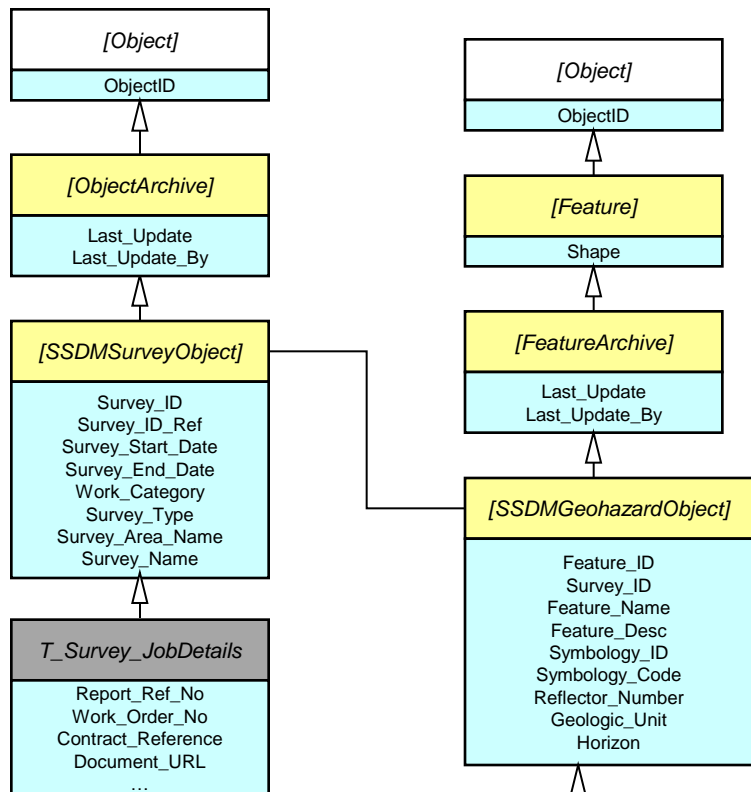 [Object]
ObjectID
[ObjectArchive]
Last_Update
Last_Update_By
[SSDMSurveyObject]
Survey_ID
Survey_ID_Ref
Survey_Start_Date
Survey_End_Date
Work_Category
Survey_Type
Survey_Area_Name
Survey_Name
T_Survey_JobDetails
Report_Ref_No
Work_Order_No
Contract_Reference
Document_URL
...
[Object]
ObjectID
[Feature]
Shape
[FeatureArchive]
Last_Update
Last_Update_By
[SSDMGeohazardObject]
Feature_ID
Survey_ID
Feature_Name
Feature_Desc
Symbology_ID
Symbology_Code
Reflector_Number
Geologic_Unit
Horizon